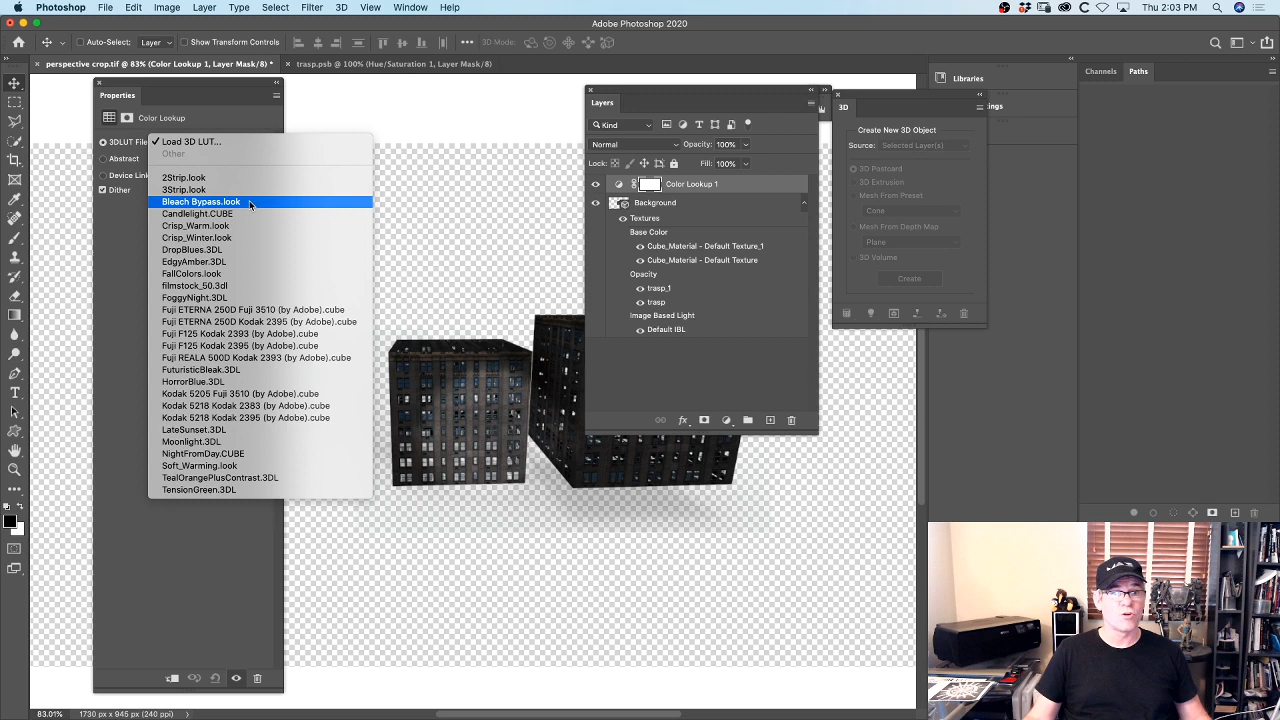 Photoshop File Edit Image Layer Type Select Filter 3D View Window Help
Thu 2:03 PM
Adobe Photoshop 2020
Auto-Select: Layer Show Transform Controls 3D Mode:
perspective crop.tif @ 83% (Color Lookup 1, Layer Mask/8) *
trasp.psb @ 100% (Hue/Saturation 1, Layer Mask/8)
Properties
Color Lookup
3DLUT File
Abstract
Device Link
Dither
Load 3D LUT...
Other
2Strip.look
3Strip.look
Bleach Bypass.look
Candlelight.CUBE
Crisp_Warm.look
Crisp_Winter.look
DropBlues.3DL
EdgyAmber.3DL
FallColors.look
filmstock_50.3dl
FoggyNight.3DL
Fuji ETERNA 250D Fuji 3510 (by Adobe).cube
Fuji ETERNA 250D Kodak 2395 (by Adobe).cube
Fuji F125 Kodak 2393 (by Adobe).cube
Fuji F125 Kodak 2395 (by Adobe).cube
Fuji REALA 500D Kodak 2393 (by Adobe).cube
FuturisticBleak.3DL
HorrorBlue.3DL
Kodak 5205 Fuji 3510 (by Adobe).cube
Kodak 5218 Kodak 2383 (by Adobe).cube
Kodak 5218 Kodak 2395 (by Adobe).cube
LateSunset.3DL
Moonlight.3DL
NightFromDay.CUBE
Soft_Warming.look
TealOrangePlusContrast.3DL
TensionGreen.3DL
Layers
Kind
Normal Opacity: 100%
Lock: Fill: 100%
Color Lookup 1
Background
Textures
Base Color
Cube_Material - Default Texture_1
Cube_Material - Default Texture
Opacity
trasp_1
trasp
Image Based Light
Default IBL
3D
Create New 3D Object
Source: Selected Layer(s)
3D Postcard
3D Extrusion
Mesh From Preset
Cone
Mesh From Depth Map
Plane
3D Volume
Create
Libraries
Channels Paths
83.01% 1730 px x 945 px (240 ppi)